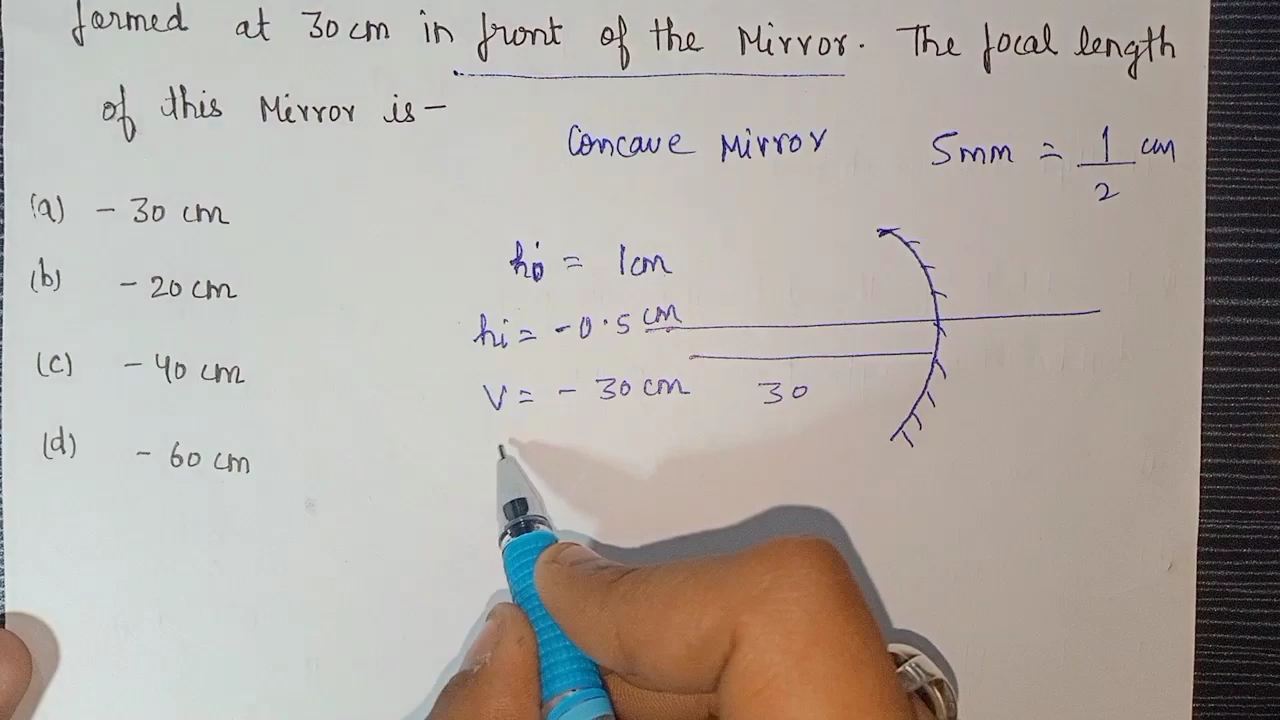 formed at 30 cm in front of the Mirror. The focal length
of this Mirror is –
Concave Mirror
5mm = 1/2 cm
(a) - 30 cm
(b) - 20 cm
(c) - 40 cm
(d) - 60 cm
ho = 1cm
hi = -0.5 cm
V = - 30 cm
30